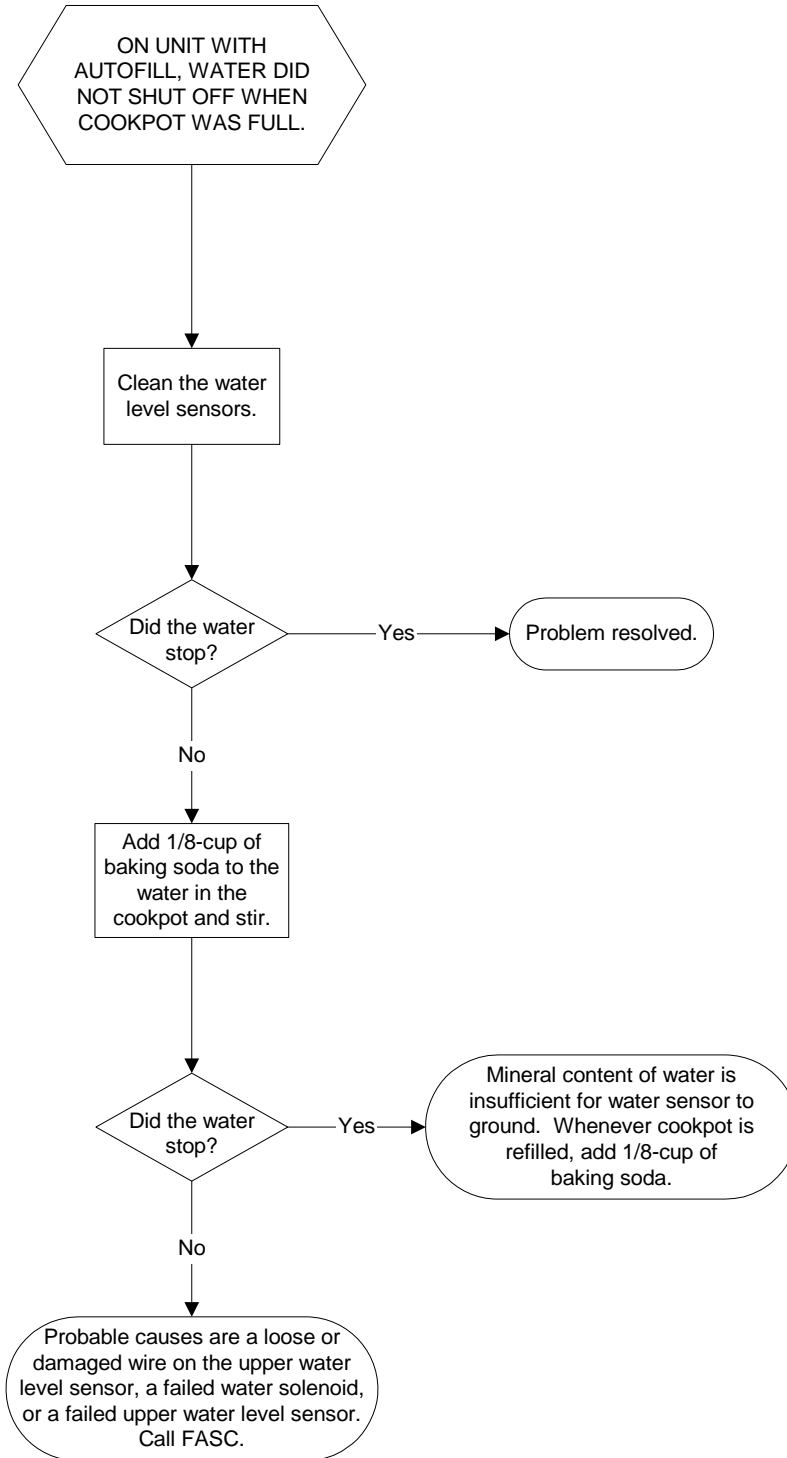 ON UNIT WITH
AUTOFILL, WATER DID
NOT SHUT OFF WHEN
COOKPOT WAS FULL.
Clean the water
level sensors.
Did the water
stop?
Yes
Problem resolved.
No
Add 1/8-cup of
baking soda to the
water in the
cookpot and stir.
Did the water
stop?
Yes
Mineral content of water is
insufficient for water sensor to
ground. Whenever cookpot is
refilled, add 1/8-cup of
baking soda.
No
Probable causes are a loose or
damaged wire on the upper water
level sensor, a failed water solenoid,
or a failed upper water level sensor.
Call FASC.